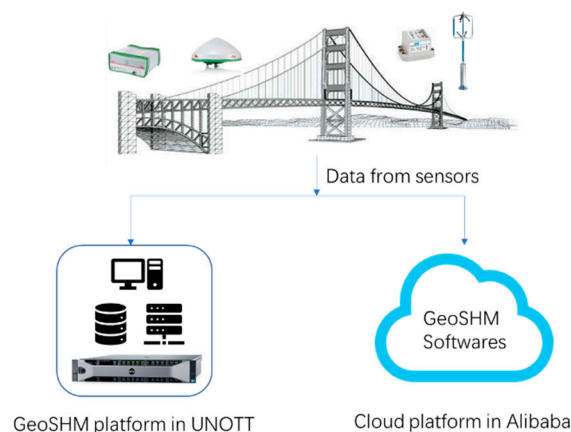 Data from sensors
GeoSHM
Softwares
GeoSHM platform in UNOTT
Cloud platform in Alibaba